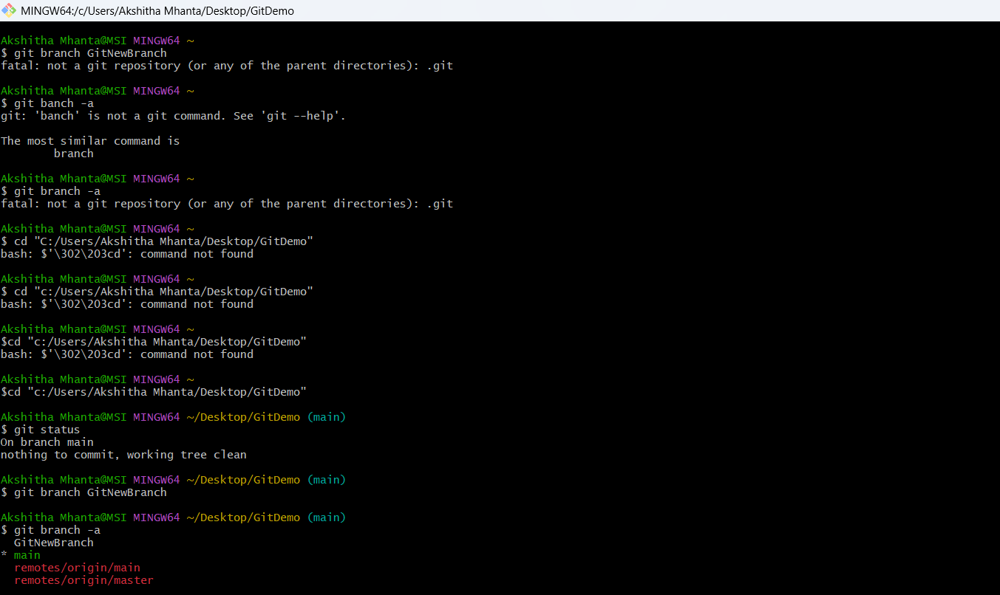 MINGW64:/c/Users/Akshitha Mhanta/Desktop/GitDemo
Akshitha Mhanta@MSI MINGW64 ~
$ git branch GitNewBranch
fatal: not a git repository (or any of the parent directories): .git
Akshitha Mhanta@MSI MINGW64 ~
$ git banch -a
git: 'banch' is not a git command. See 'git --help'.
The most similar command is
branch
Akshitha Mhanta@MSI MINGW64 ~
$ git branch -a
fatal: not a git repository (or any of the parent directories): .git
Akshitha Mhanta@MSI MINGW64 ~
$ cd "C:/Users/Akshitha Mhanta/Desktop/GitDemo"
bash: $'\302\203cd': command not found
Akshitha Mhanta@MSI MINGW64 ~
$ cd "c:/Users/Akshitha Mhanta/Desktop/GitDemo"
bash: $'\302\203cd': command not found
Akshitha Mhanta@MSI MINGW64 ~
$cd "c:/Users/Akshitha Mhanta/Desktop/GitDemo"
bash: $'\302\203cd': command not found
Akshitha Mhanta@MSI MINGW64 ~
$cd "c:/Users/Akshitha Mhanta/Desktop/GitDemo"
Akshitha Mhanta@MSI MINGW64 ~/Desktop/GitDemo (main)
$ git status
On branch main
nothing to commit, working tree clean
Akshitha Mhanta@MSI MINGW64 ~/Desktop/GitDemo (main)
$ git branch GitNewBranch
Akshitha Mhanta@MSI MINGW64 ~/Desktop/GitDemo (main)
$ git branch -a
GitNewBranch
* main
remotes/origin/main
remotes/origin/master